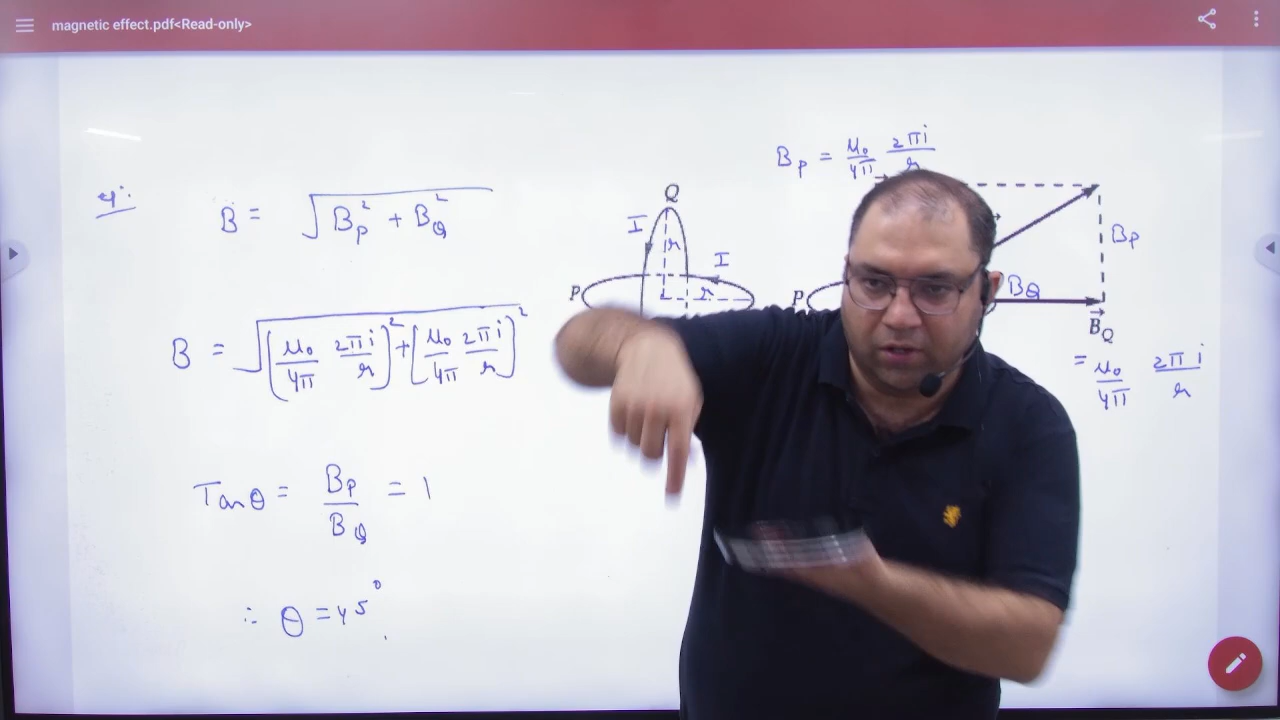 magnetic effect.pdf<Read-only>
4:
B = √(B_P² + B_Q²)
B = √([μ₀/4π 2πi/r]² + [μ₀/4π 2πi/r]²)
Tanθ = B_P/B_Q = 1
∴ θ = 45°
Q
I
r
I
P
r
B_P = μ₀/4π 2πi/r
P
B_P
B_Q
B_Q
= μ₀/4π 2πi/r